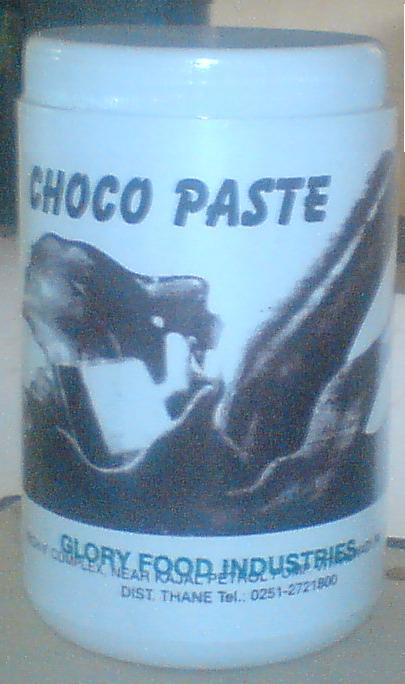 CHOCO PASTE
GLORY FOOD INDUSTRIES
COMPLEX, NEAR KAJAL PETROL
DIST. THANE Tel.: 0251-2721800